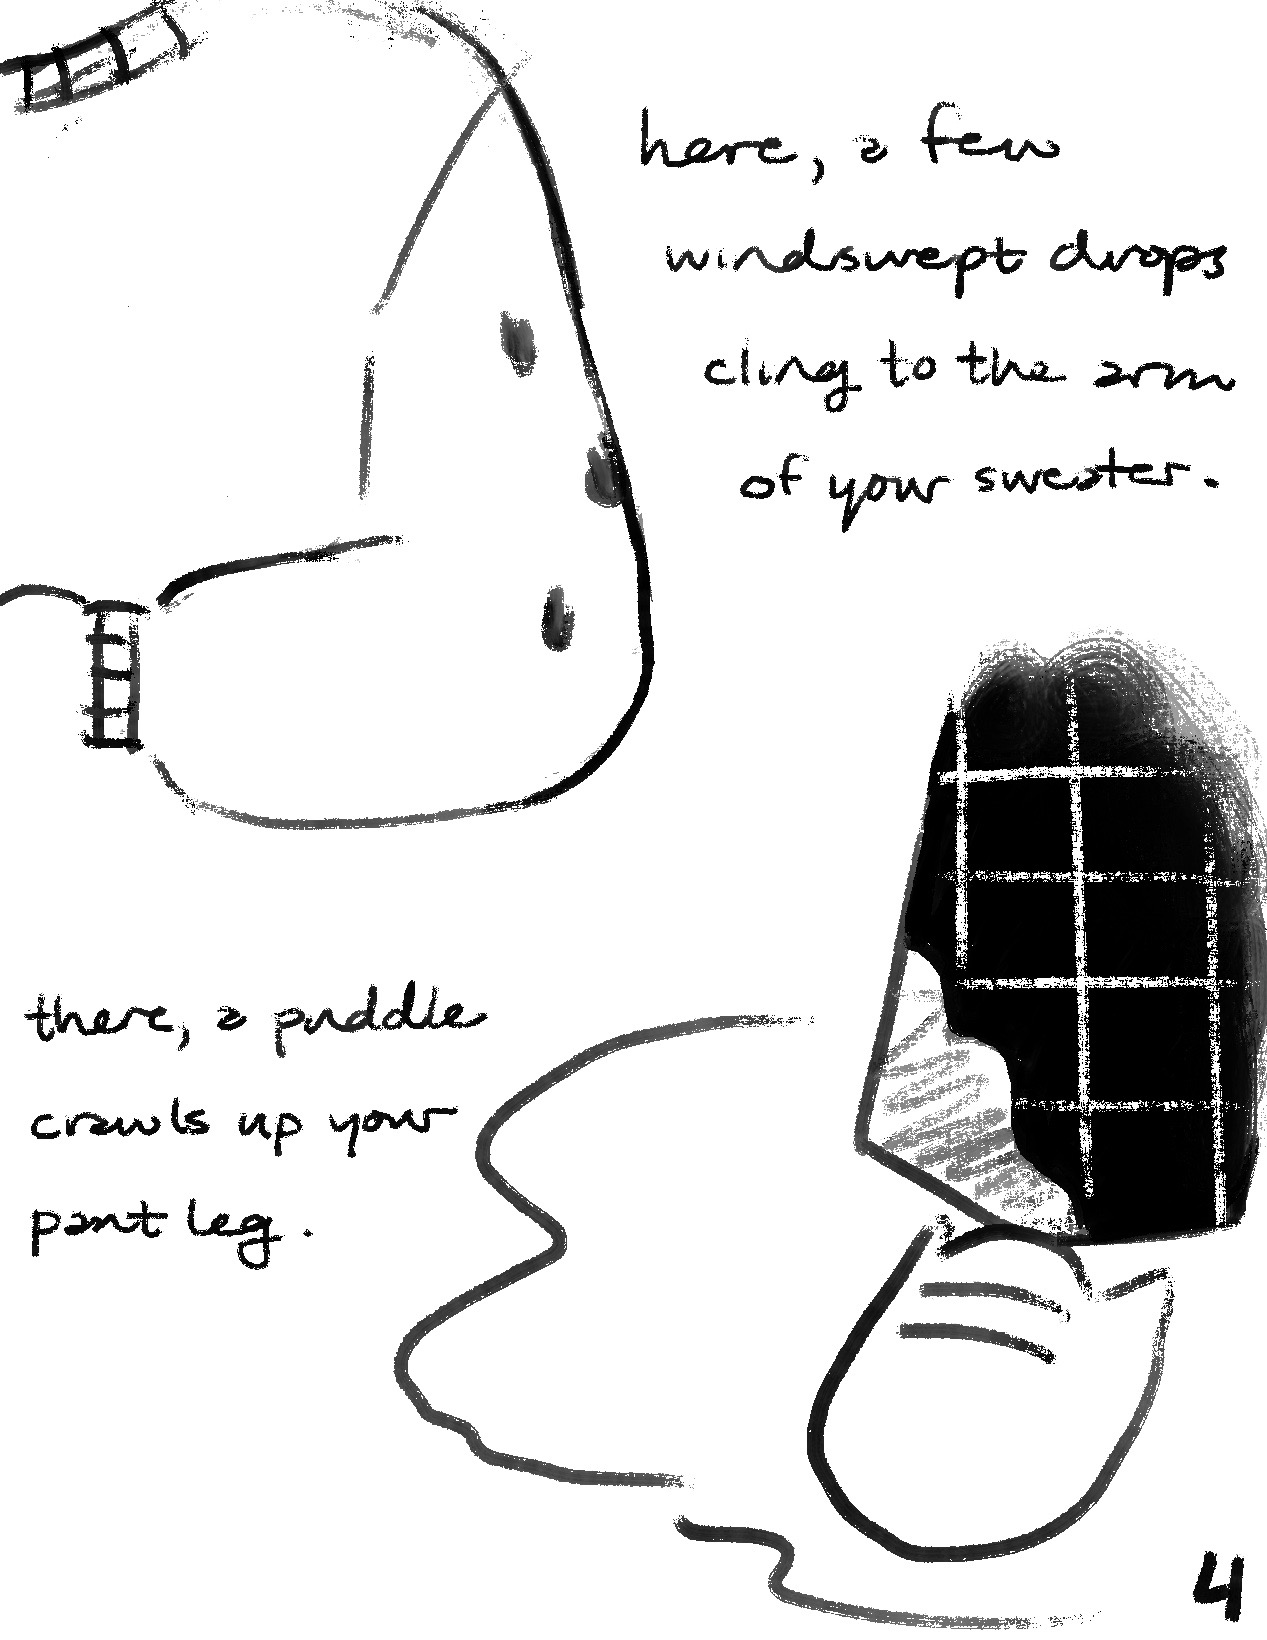 here, a few
windswept drops
cling to the arm
of your sweater.
there, a puddle
crawls up your
pant leg.
4